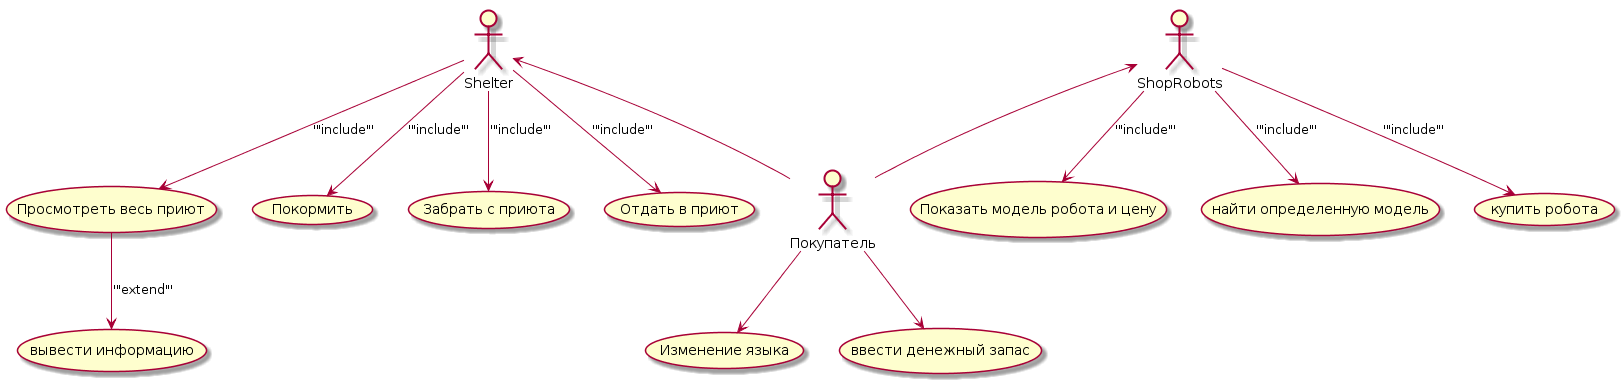 Shelter
ShopRobots
'"include"'
'"include"'
'"include"'
'"include"'
'"include"'
'"include"'
'"include"'
Просмотреть весь приют
Покормить
Забрать с приюта
Отдать в приют
Покупатель
Показать модель робота и цену
найти определенную модель
купить робота
'"extend"'
вывести информацию
Изменение языка
ввести денежный запас